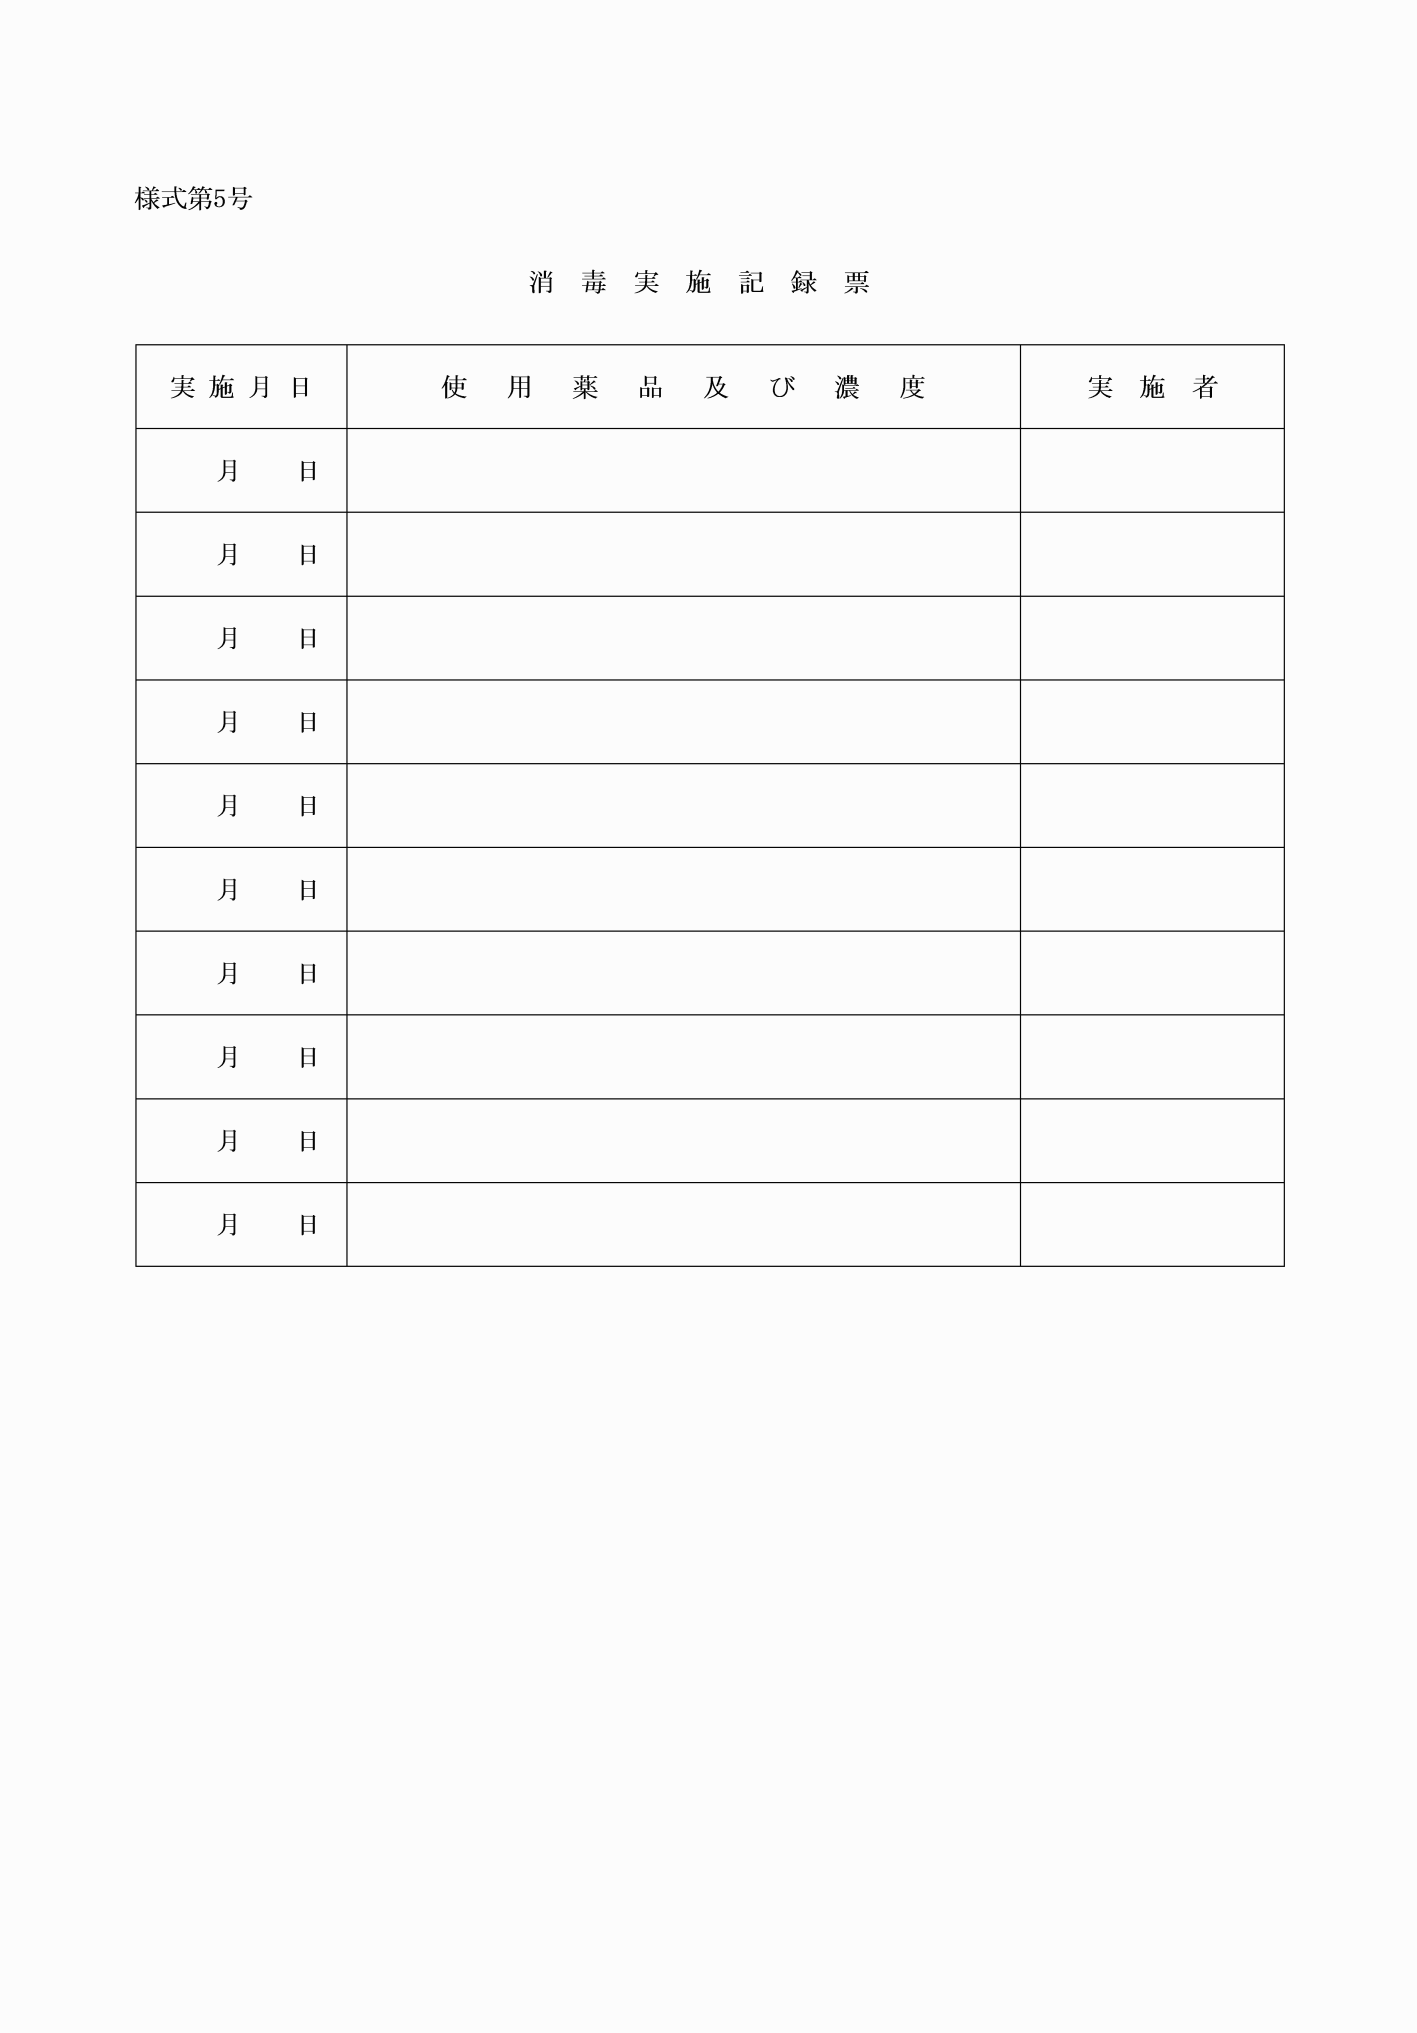 様式第5号
消 毒 実 施 記 録 票
実 施 月 日 使 用 薬 品 及 び 濃 度 実 施 者
月 日
月 日
月 日
月 日
月 日
月 日
月 日
月 日
月 日
月 日